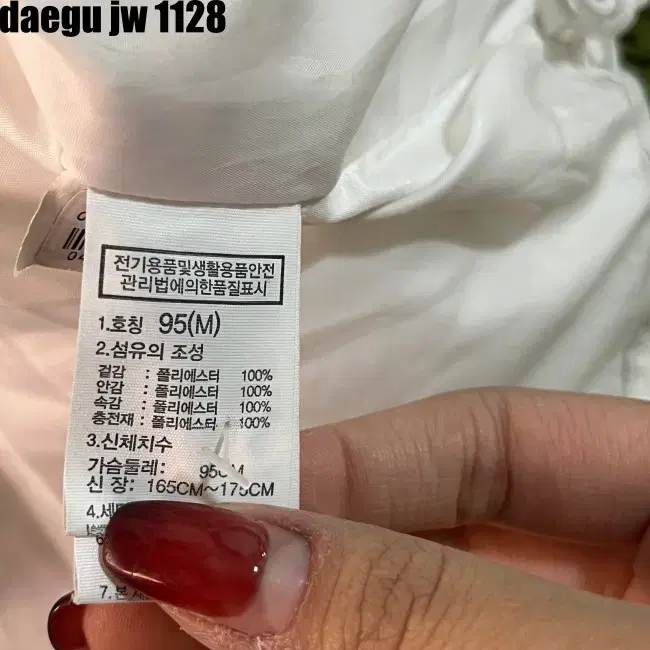 daegu jw 1128
전기용품및생활용품안전
관리법에의한품질표시
1.호칭 95(M)
2.섬유의 조성
겉감 : 폴리에스터 100%
안감 : 폴리에스터 100%
속감 : 폴리에스터 100%
충전재 : 폴리에스터 100%
3.신체치수
가슴둘레: 95CM
신 장: 165CM~175CM
4.
7.본